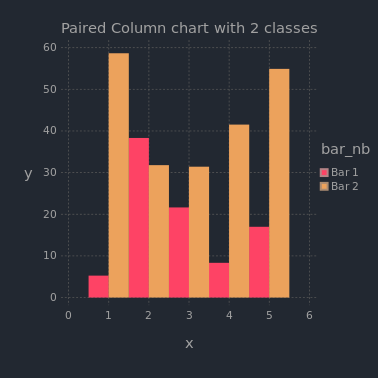 Paired Column chart with 2 classes
60
50
40
30
20
10
0
y
0 1 2 3 4 5 6
x
bar_nb
Bar 1
Bar 2